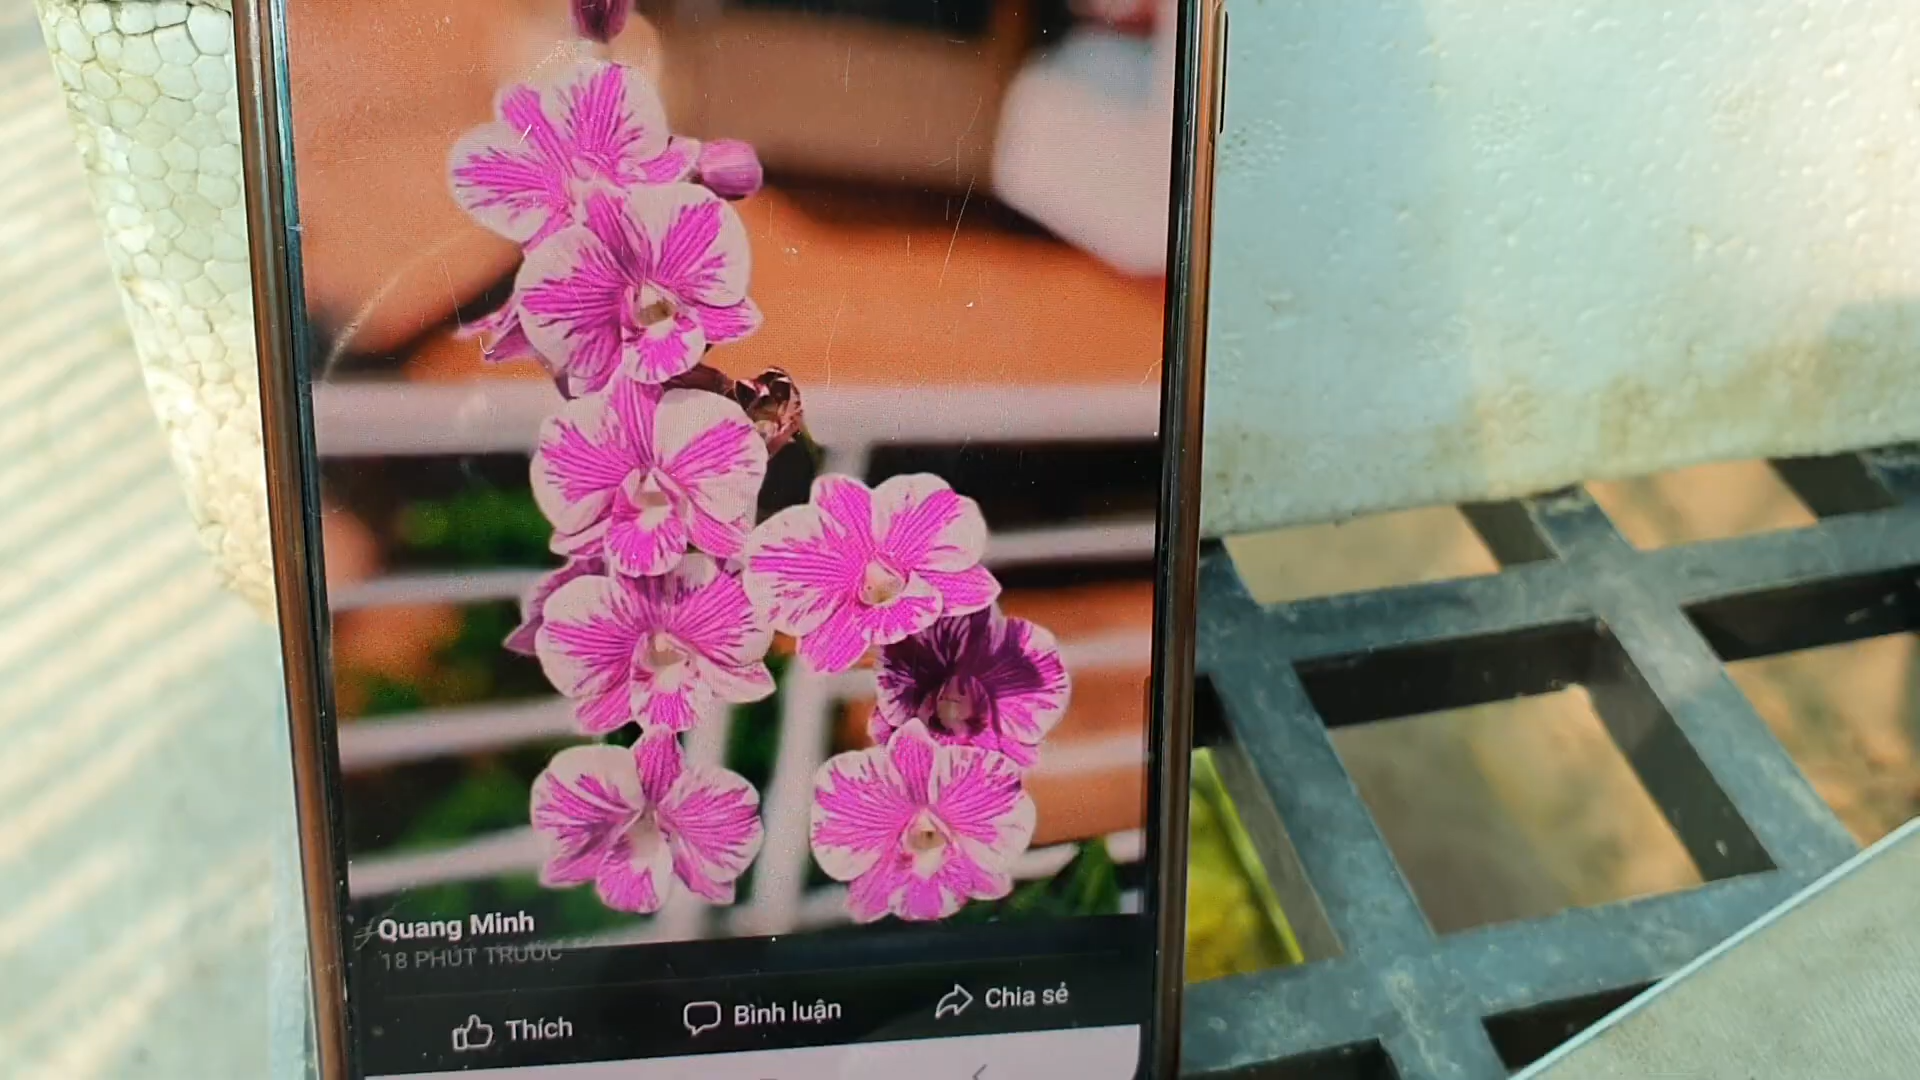 Quang Minh
18 PHÚT TRƯỚC
Thích
Bình luận
Chia sẻ